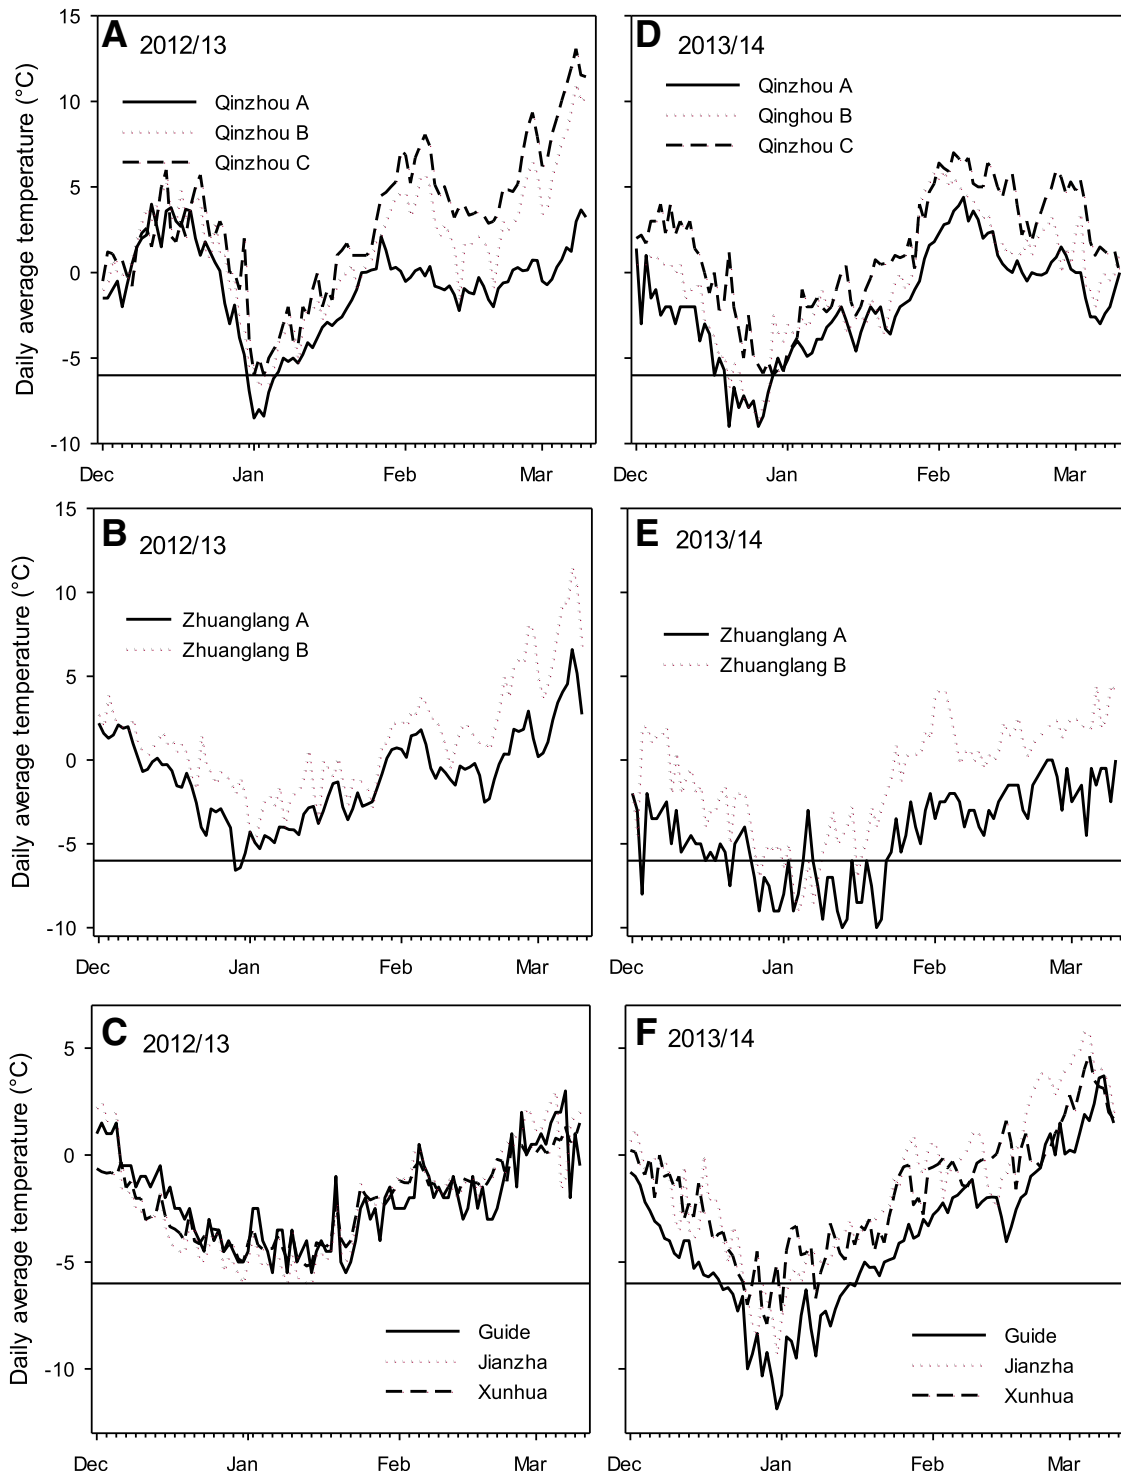 A 2012/13
Daily average temperature (°C)
15
10
5
0
-5
-10
Qinzhou A
Qinzhou B
Qinzhou C
Dec Jan Feb Mar
D 2013/14
Qinzhou A
Qinghou B
Qinzhou C
Dec Jan Feb Mar
B 2012/13
Daily average temperature (°C)
15
10
5
0
-5
-10
Zhuanglang A
Zhuanglang B
Dec Jan Feb Mar
E 2013/14
Zhuanglang A
Zhuanglang B
Dec Jan Feb Mar
C 2012/13
Daily average temperature (°C)
5
0
-5
-10
Guide
Jianzha
Xunhua
Dec Jan Feb Mar
F 2013/14
Guide
Jianzha
Xunhua
Dec Jan Feb Mar